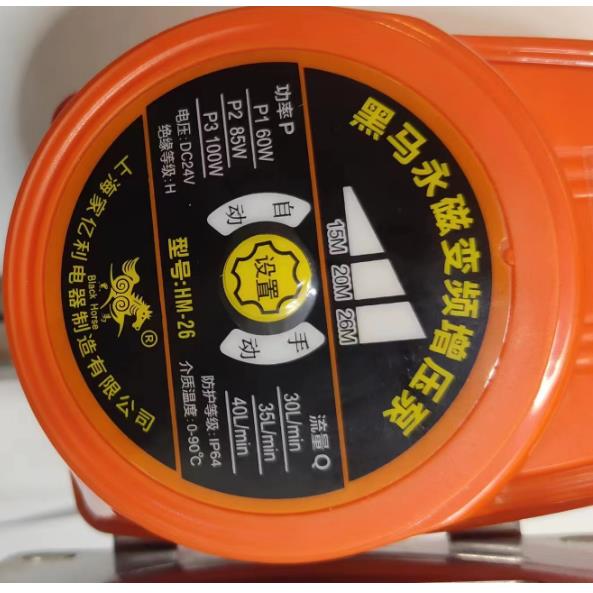 黑马永磁变频增压泵
15M 20M 26M
功率 P
P1 60W
P2 85W
P3 100W
电压:DC24V
绝缘等级:H
自动
设置
手动
流量 Q
30L/min
35L/min
40L/min
防护等级:IP64
介质温度:0-90℃
型号:HM-26
®
Black Horse
黑马
上海家亿利电器制造有限公司